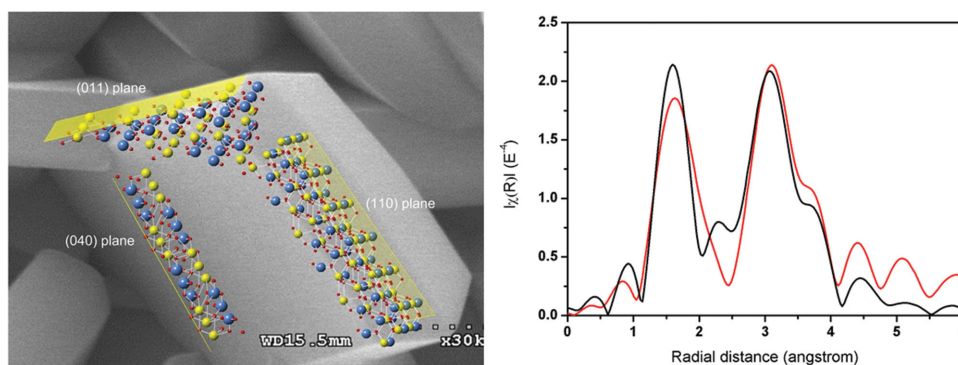 (011) plane
(110) plane
(040) plane
WD15.5mm
x30k
2.5
2.0
1.5
1.0
0.5
0.0
|χ(R)| (E⁻⁴)
0 1 2 3 4 5
Radial distance (angstrom)